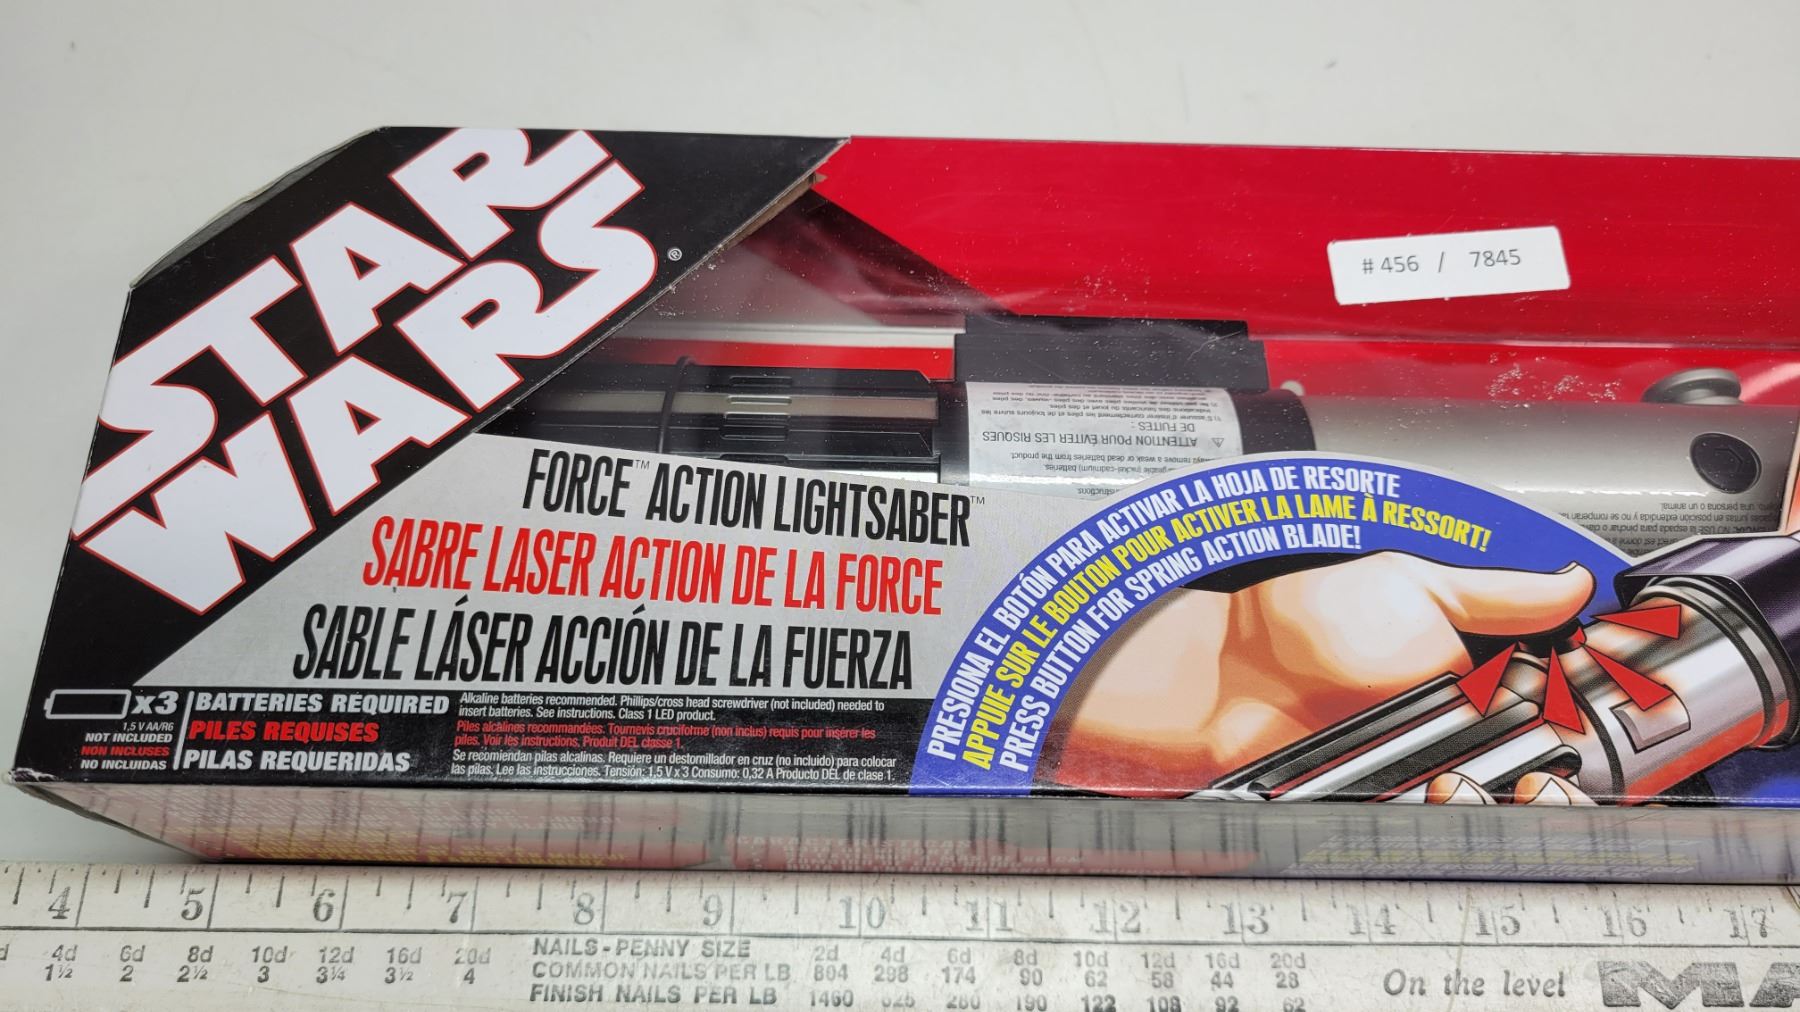 STAR
WARS®
# 456 / 7845
FORCE™ ACTION LIGHTSABER™
SABRE LASER ACTION DE LA FORCE
SABLE LÁSER ACCIÓN DE LA FUERZA
x3
1,5 V AA/R6
NOT INCLUDED
NON INCLUSES
NO INCLUIDAS
BATTERIES REQUIRED
PILES REQUISES
PILAS REQUERIDAS
Alkaline batteries recommended. Phillips/cross head screwdriver (not included) needed to
insert batteries. See instructions. Class 1 LED product.
Piles alcalines recommandées. Tournevis cruciforme (non inclus) requis pour insérer les
piles. Voir les instructions. Produit DEL classe 1.
Se recomiendan pilas alcalinas. Requiere un destornillador en cruz (no incluido) para colocar
las pilas. Lee las instrucciones. Tensión: 1,5 V x 3 Consumo: 0,32 A Producto DEL de clase 1.
PRESIONA EL BOTÓN PARA ACTIVAR LA HOJA DE RESORTE
APPUIE SUR LE BOUTON POUR ACTIVER LA LAME À RESSORT!
PRESS BUTTON FOR SPRING ACTION BLADE!
ATTENTION POUR ÉVITER LES RISQUES
DE FUITES :
4 5 6 7 8 9 10 11 12 13 14 15 16 17
4d 6d 8d 10d 12d 16d 20d
1½ 2 2½ 3 3¼ 3½ 4
NAILS-PENNY SIZE 2d 4d 6d 8d 10d 12d 16d 20d
COMMON NAILS PER LB 804 298 174 90 62 58 44 28
FINISH NAILS PER LB 1460 190 122 108 92 62
On the level